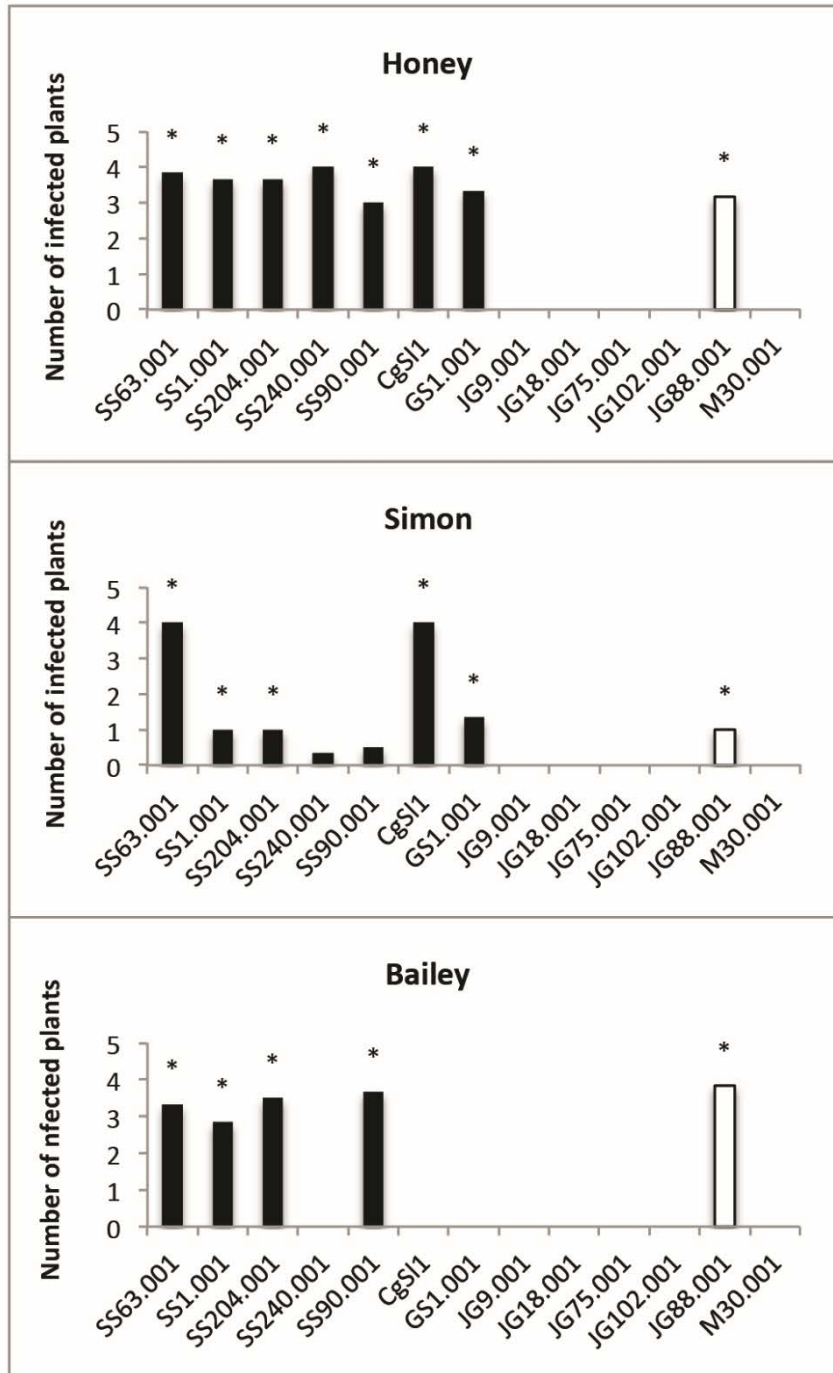 Honey
Number of infected plants
5
4
3
2
1
0
* * * * * * * *
SS63.001 SS1.001 SS204.001 SS240.001 SS90.001 CgSl1 GS1.001 JG9.001 JG18.001 JG75.001 JG102.001 JG88.001 M30.001
Simon
Number of infected plants
5
4
3
2
1
0
* * * * * *
SS63.001 SS1.001 SS204.001 SS240.001 SS90.001 CgSl1 GS1.001 JG9.001 JG18.001 JG75.001 JG102.001 JG88.001 M30.001
Bailey
Number of nfected plants
5
4
3
2
1
0
* * * * *
SS63.001 SS1.001 SS204.001 SS240.001 SS90.001 CgSl1 GS1.001 JG9.001 JG18.001 JG75.001 JG102.001 JG88.001 M30.001